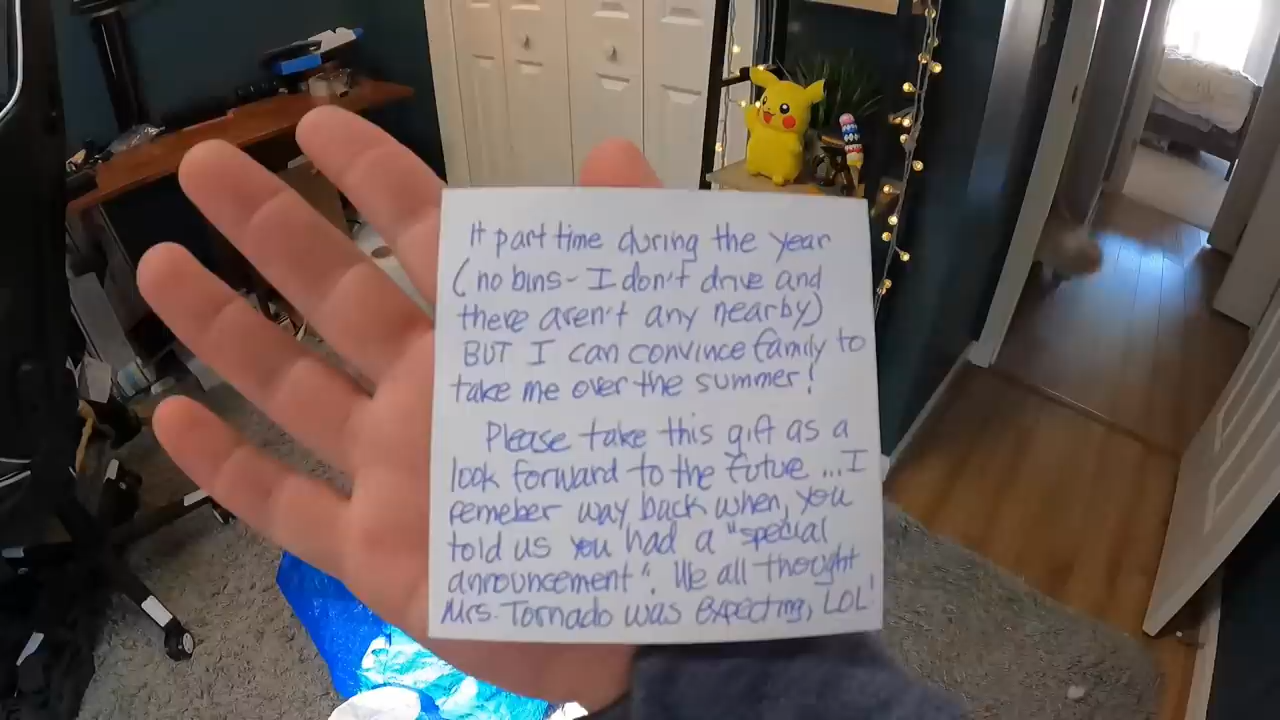 It part time during the year
(no bins- I don't drive and
there aren't any nearby)
BUT I can convince family to
take me over the summer!
Please take this gift as a
look forward to the future ... I
remeber way back when, you
told us you had a "special
announcement". We all thought
Mrs. Tornado was expecting, LOL!